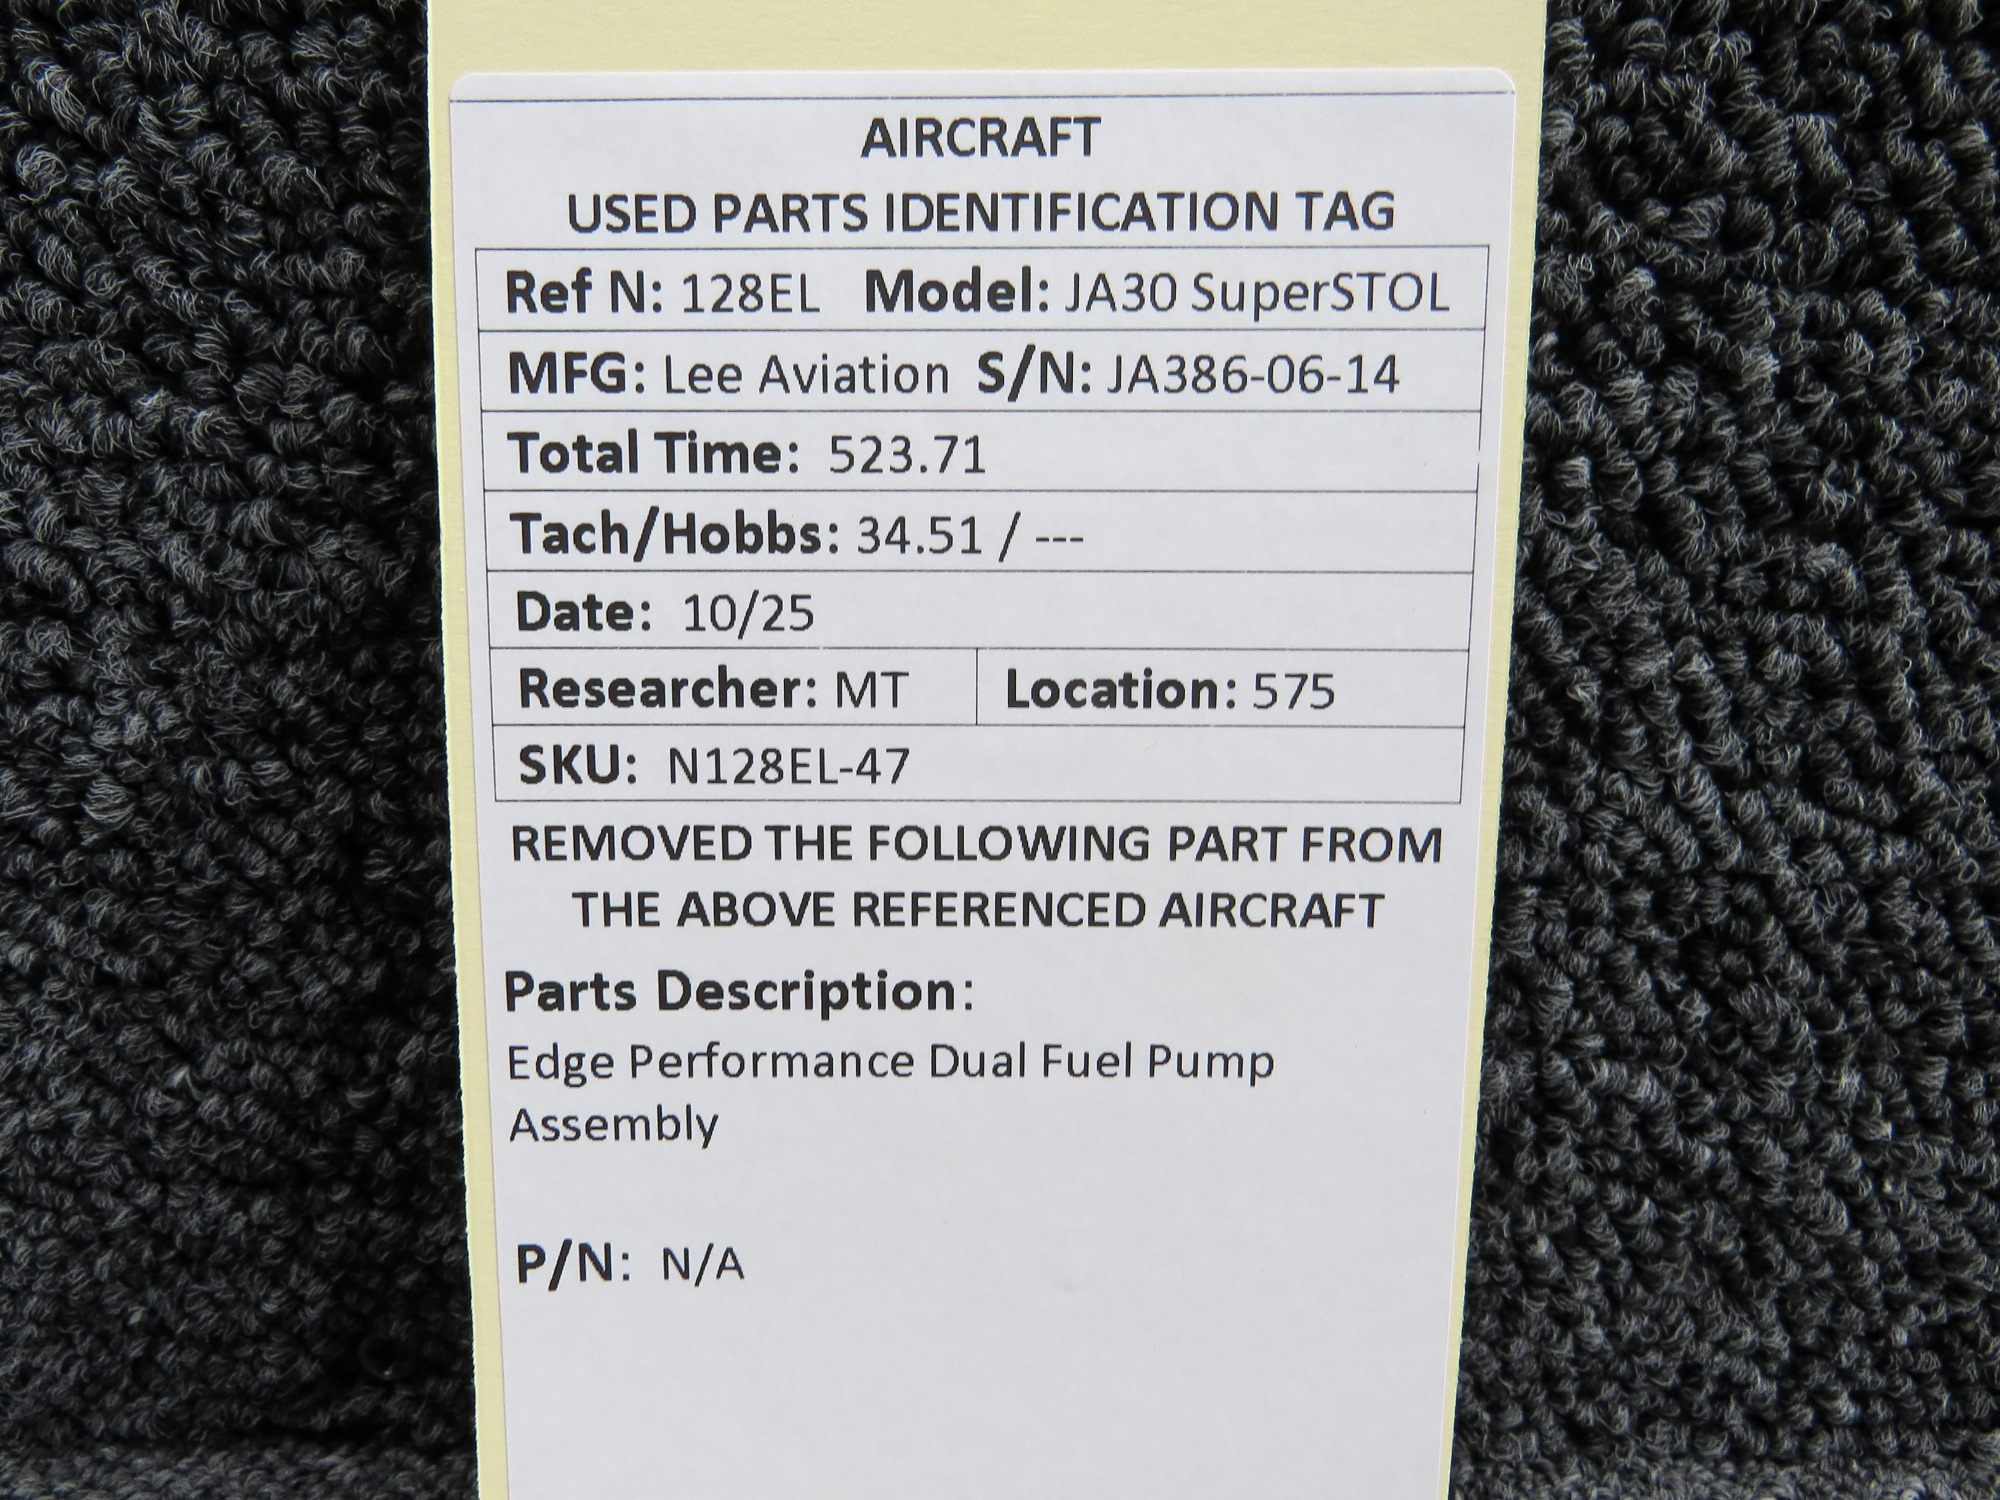 AIRCRAFT
USED PARTS IDENTIFICATION TAG
Ref N: 128EL Model: JA30 SuperSTOL
MFG: Lee Aviation S/N: JA386-06-14
Total Time: 523.71
Tach/Hobbs: 34.51 / ---
Date: 10/25
Researcher: MT Location: 575
SKU: N128EL-47
REMOVED THE FOLLOWING PART FROM
THE ABOVE REFERENCED AIRCRAFT
Parts Description:
Edge Performance Dual Fuel Pump
Assembly
P/N: N/A